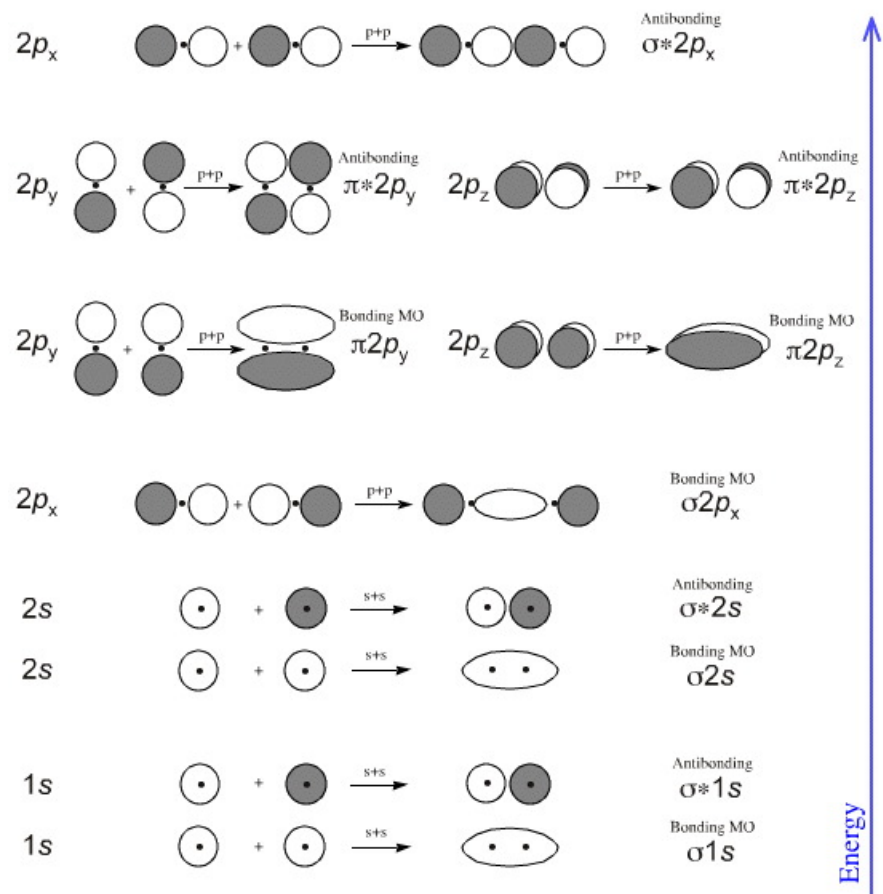 2px p+p Antibonding σ*2px
+
2py p+p Antibonding π*2py 2pz p+p Antibonding π*2pz
+
2py p+p Bonding MO π2py 2pz p+p Bonding MO π2pz
+
2px p+p Bonding MO σ2px
+
2s s+s Antibonding σ*2s
+
2s s+s Bonding MO σ2s
+
1s s+s Antibonding σ*1s
+
1s s+s Bonding MO σ1s
+
Energy